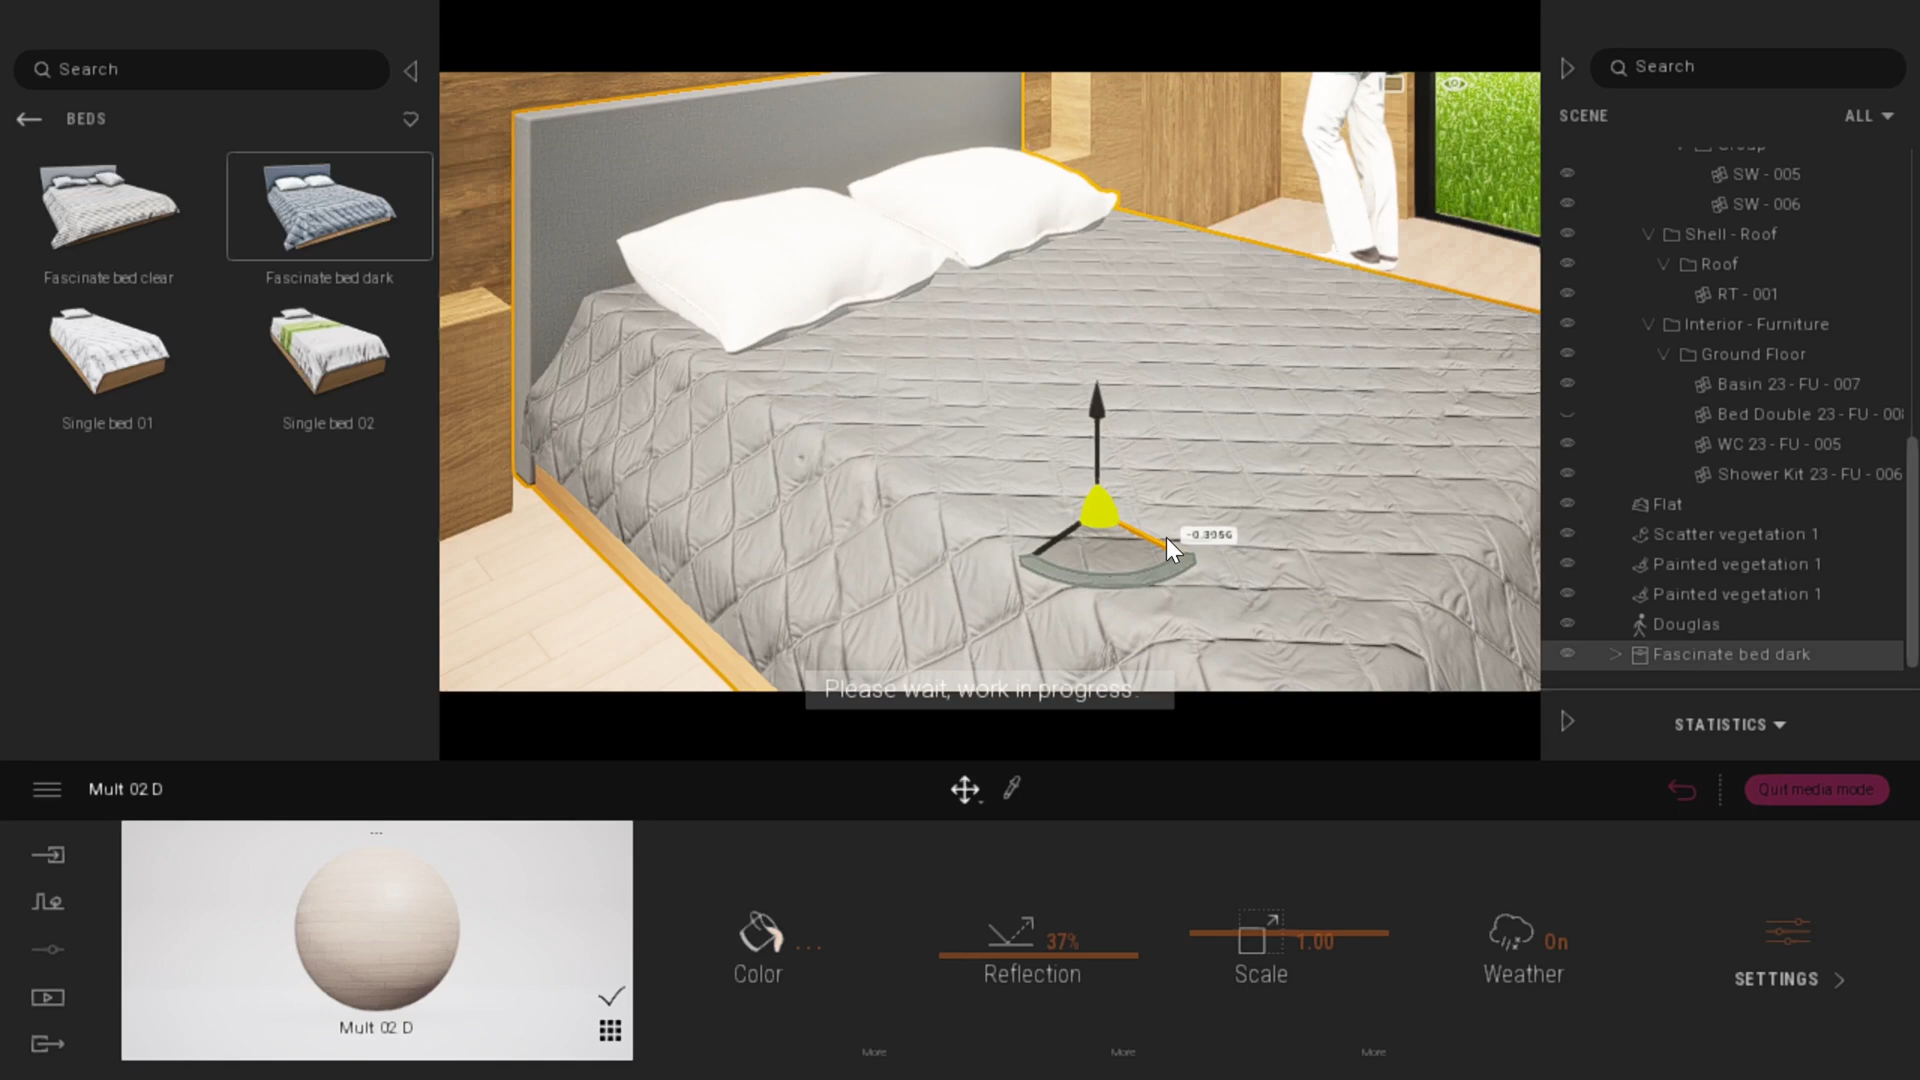 Search
BEDS
Fascinate bed clear
Fascinate bed dark
Single bed 01
Single bed 02
Please wait, work in progress.
Search
SCENE
ALL
Group
SW - 005
SW - 006
Shell - Roof
Roof
RT - 001
Interior - Furniture
Ground Floor
Basin 23 - FU - 007
Bed Double 23 - FU - 00
WC 23 - FU - 005
Shower Kit 23 - FU - 006
Flat
Scatter vegetation 1
Painted vegetation 1
Painted vegetation 1
Douglas
Fascinate bed dark
STATISTICS
Mult 02 D
Quit media mode
...
Mult 02 D
...
Color
37%
Reflection
1.00
Scale
On
Weather
SETTINGS
More
More
More